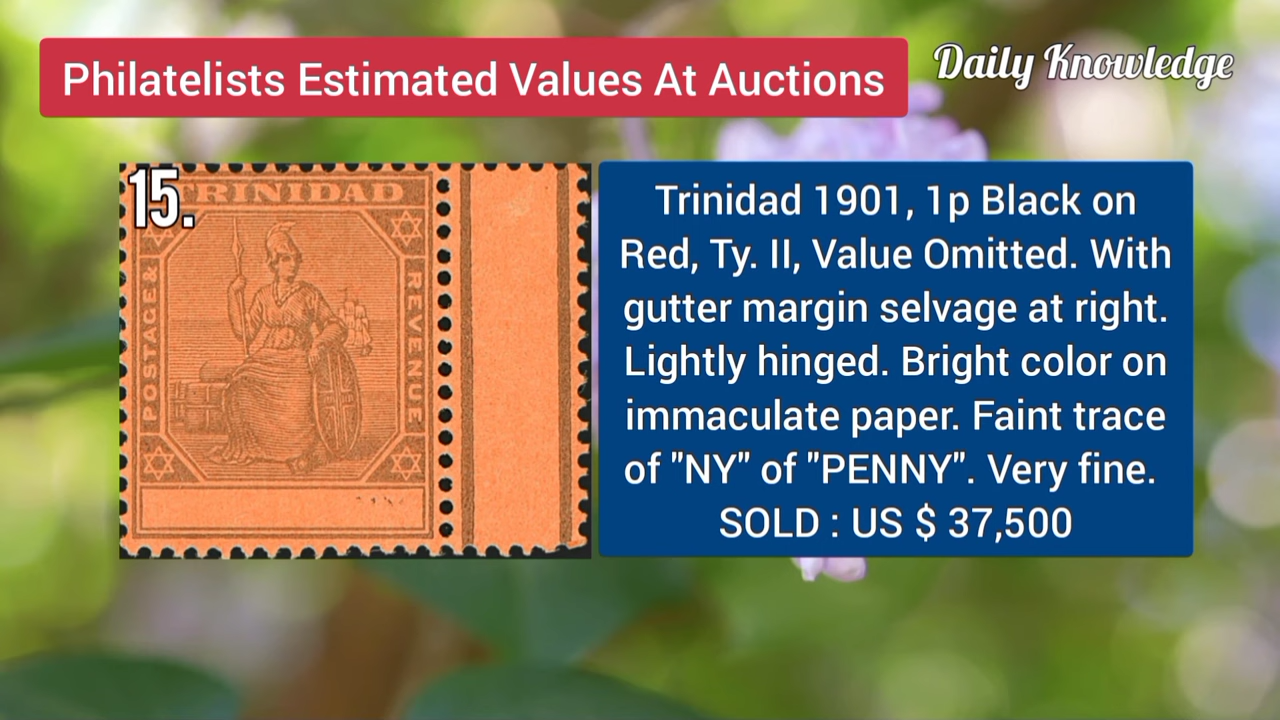 Philatelists Estimated Values At Auctions
Daily Knowledge
15.
TRINIDAD
POSTAGE &
REVENUE
Trinidad 1901, 1p Black on
Red, Ty. II, Value Omitted. With
gutter margin selvage at right.
Lightly hinged. Bright color on
immaculate paper. Faint trace
of "NY" of "PENNY". Very fine.
SOLD : US $ 37,500